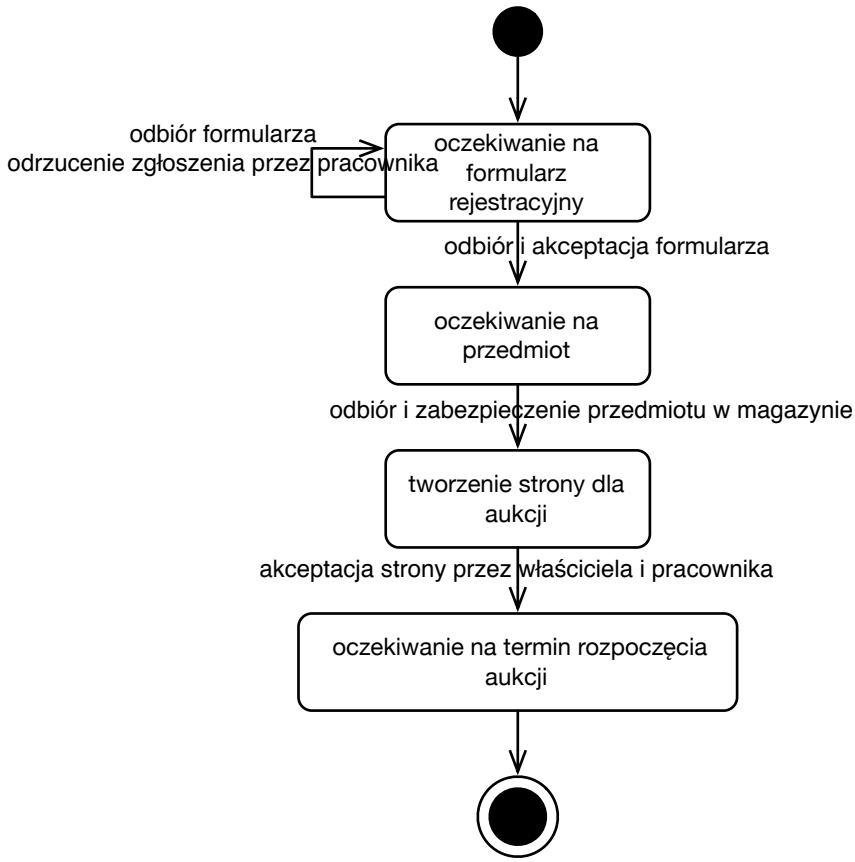 odbiór formularza
odrzucenie zgłoszenia przez pracownika
oczekiwanie na
formularz
rejestracyjny
odbiór i akceptacja formularza
oczekiwanie na
przedmiot
odbiór i zabezpieczenie przedmiotu w magazynie
tworzenie strony dla
aukcji
akceptacja strony przez właściciela i pracownika
oczekiwanie na termin rozpoczęcia
aukcji